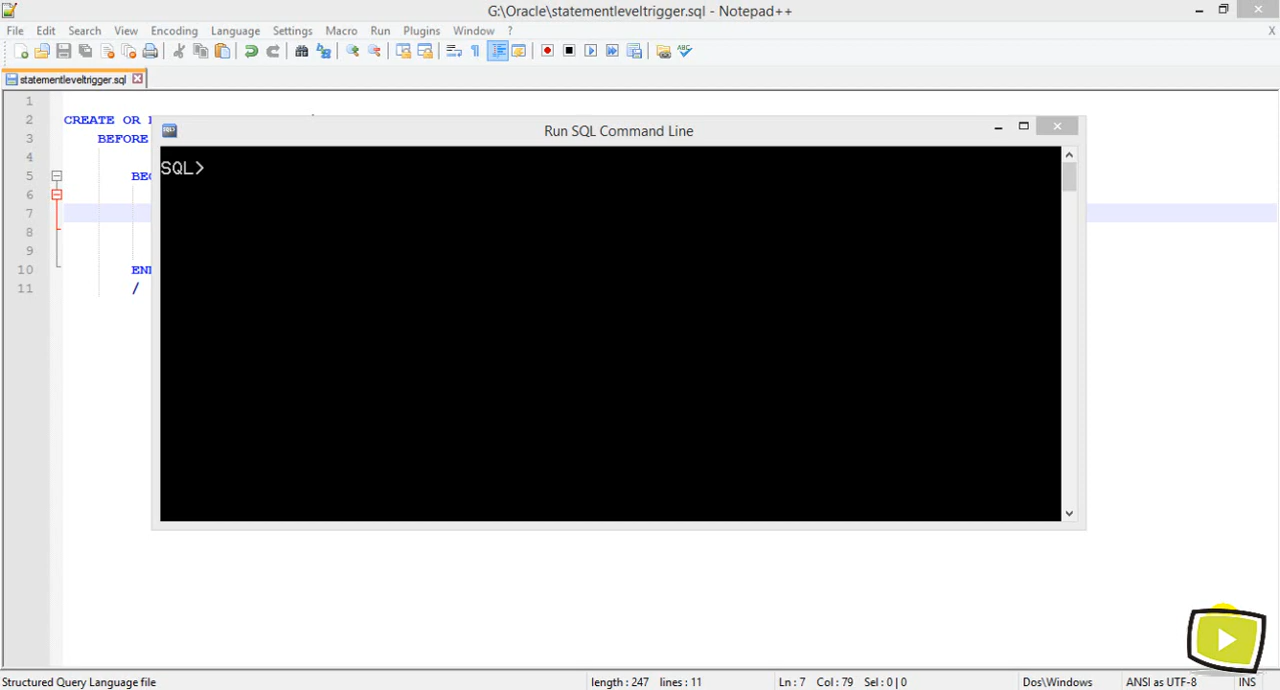 G:\Oracle\statementleveltrigger.sql - Notepad++
File Edit Search View Encoding Language Settings Macro Run Plugins Window ? X
statementleveltrigger.sql
1
2 CREATE OR
3 BEFORE
4
5
6
7
8
9
10
11 /
Run SQL Command Line
SQL>
Structured Query Language file length : 247 lines : 11 Ln : 7 Col : 79 Sel : 0 | 0 Dos\Windows ANSI as UTF-8 INS